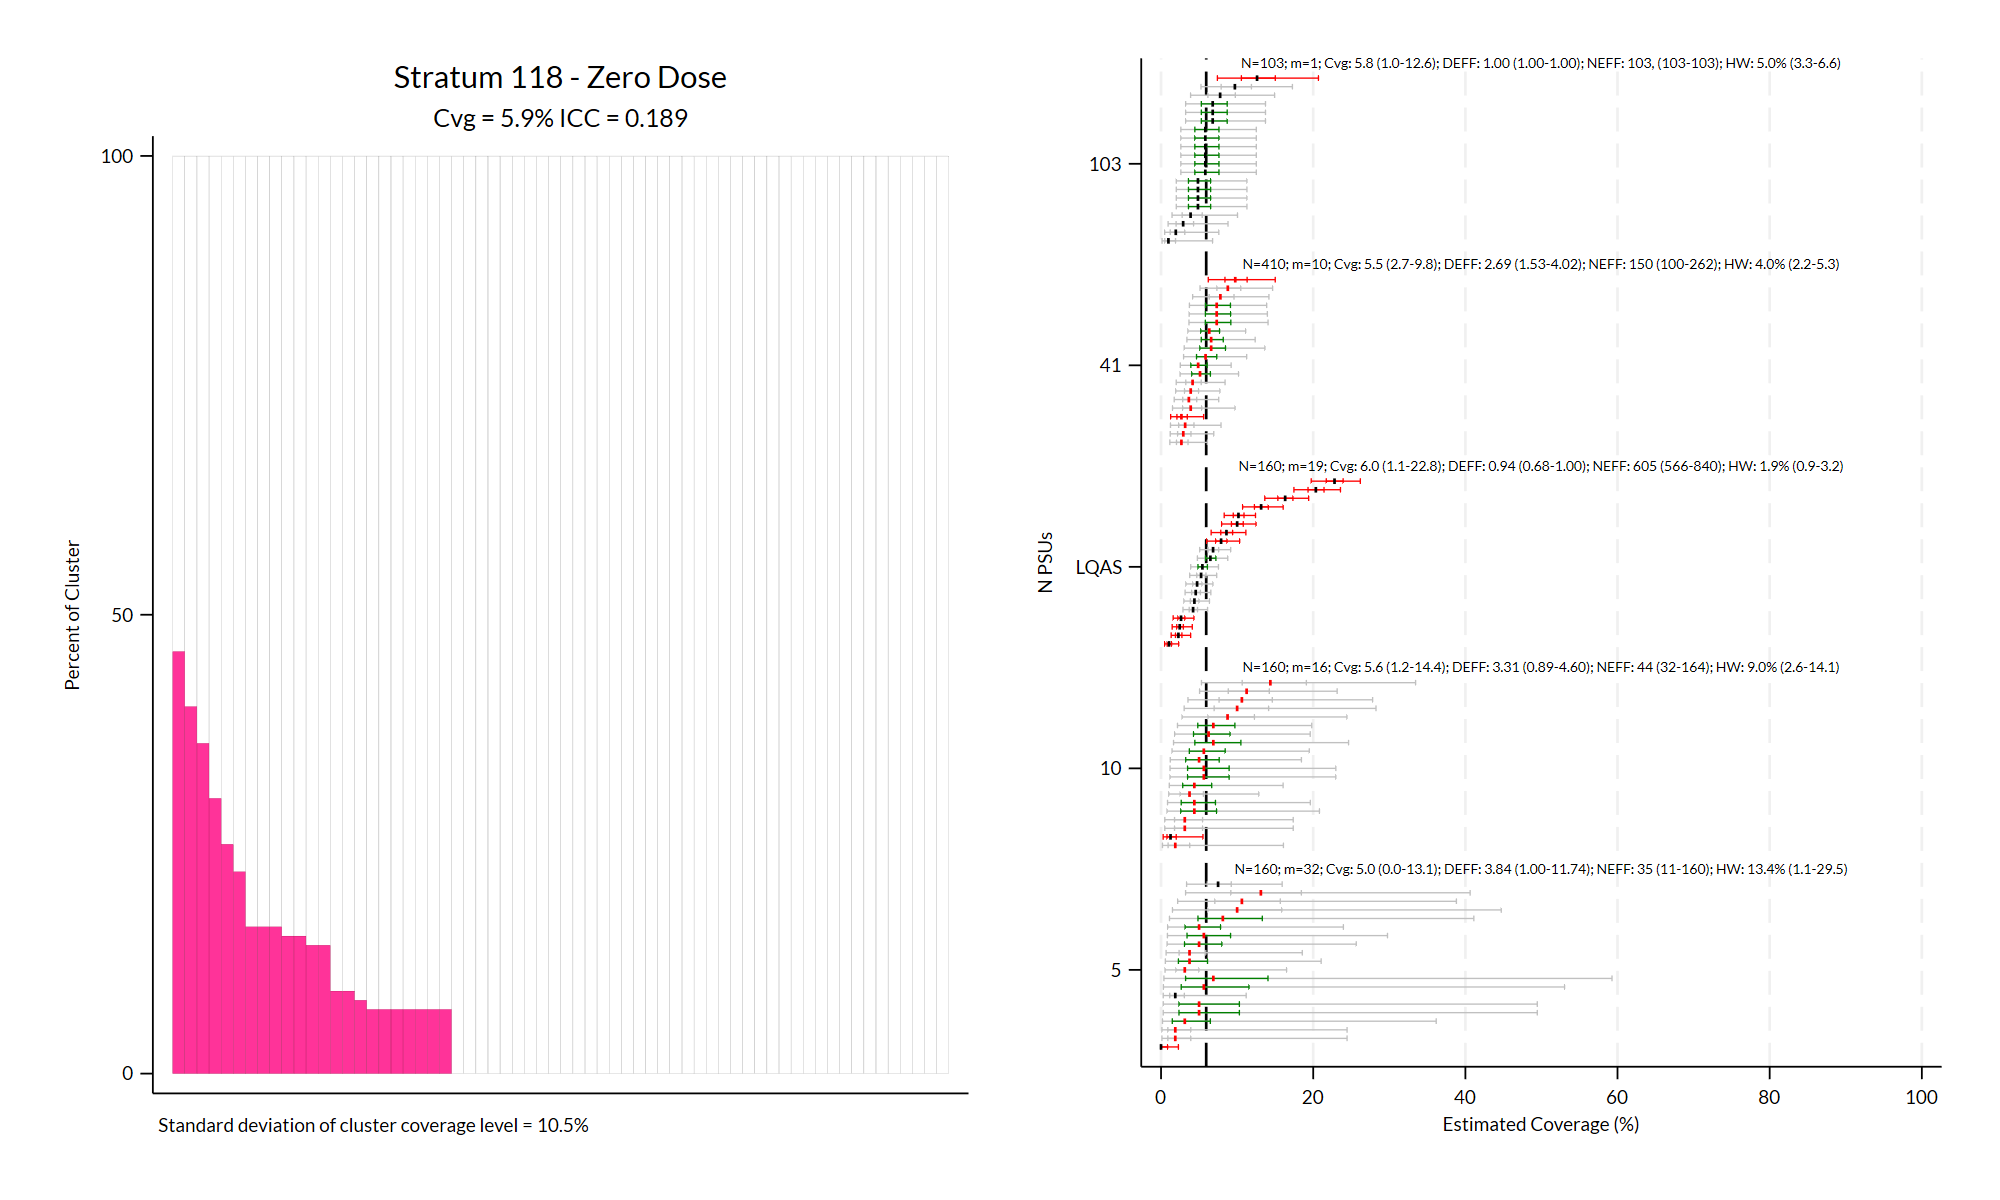 Stratum 118 - Zero Dose
Cvg = 5.9% ICC = 0.189
100
50
0
Percent of Cluster
Standard deviation of cluster coverage level = 10.5%
N=103; m=1; Cvg: 5.8 (1.0-12.6); DEFF: 1.00 (1.00-1.00); NEFF: 103, (103-103); HW: 5.0% (3.3-6.6)
103
N=410; m=10; Cvg: 5.5 (2.7-9.8); DEFF: 2.69 (1.53-4.02); NEFF: 150 (100-262); HW: 4.0% (2.2-5.3)
41
N=160; m=19; Cvg: 6.0 (1.1-22.8); DEFF: 0.94 (0.68-1.00); NEFF: 605 (566-840); HW: 1.9% (0.9-3.2)
LQAS
N=160; m=16; Cvg: 5.6 (1.2-14.4); DEFF: 3.31 (0.89-4.60); NEFF: 44 (32-164); HW: 9.0% (2.6-14.1)
10
N=160; m=32; Cvg: 5.0 (0.0-13.1); DEFF: 3.84 (1.00-11.74); NEFF: 35 (11-160); HW: 13.4% (1.1-29.5)
5
N PSUs
0 20 40 60 80 100
Estimated Coverage (%)